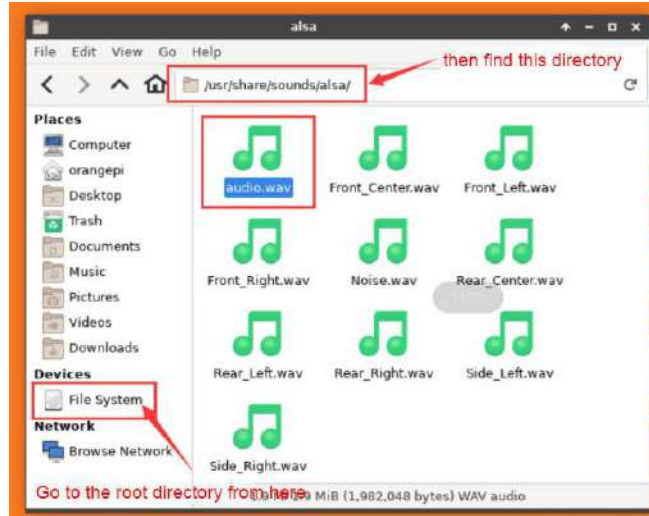 alsa
File Edit View Go Help
then find this directory
/usr/share/sounds/alsa/
Places
Computer
orangepi
Desktop
Trash
Documents
Music
Pictures
Videos
Downloads
Devices
File System
Network
Browse Network
audio.wav Front_Center.wav Front_Left.wav
Front_Right.wav Noise.wav Rear_Center.wav
Rear_Left.wav Rear_Right.wav Side_Left.wav
Side_Right.wav
Go to the root directory from here
MiB (1,982,048 bytes) WAV audio